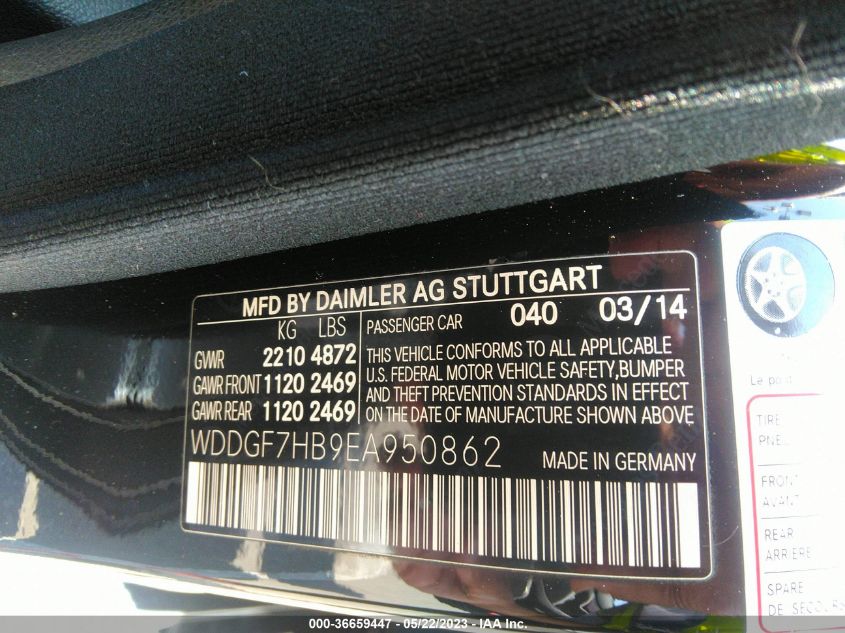 MFD BY DAIMLER AG STUTTGART
KG LBS
GVWR 2210 4872
GAWR FRONT 1120 2469
GAWR REAR 1120 2469
PASSENGER CAR 040 03/14
THIS VEHICLE CONFORMS TO ALL APPLICABLE
U.S. FEDERAL MOTOR VEHICLE SAFETY,BUMPER
AND THEFT PREVENTION STANDARDS IN EFFECT
ON THE DATE OF MANUFACTURE SHOWN ABOVE
WDDGF7HB9EA950862
MADE IN GERMANY
Le
TIRE
FRONT
AVANT
REAR
ARRIERE
SPARE
DE
000-36659447 - 05/22/2023 - IAA Inc.